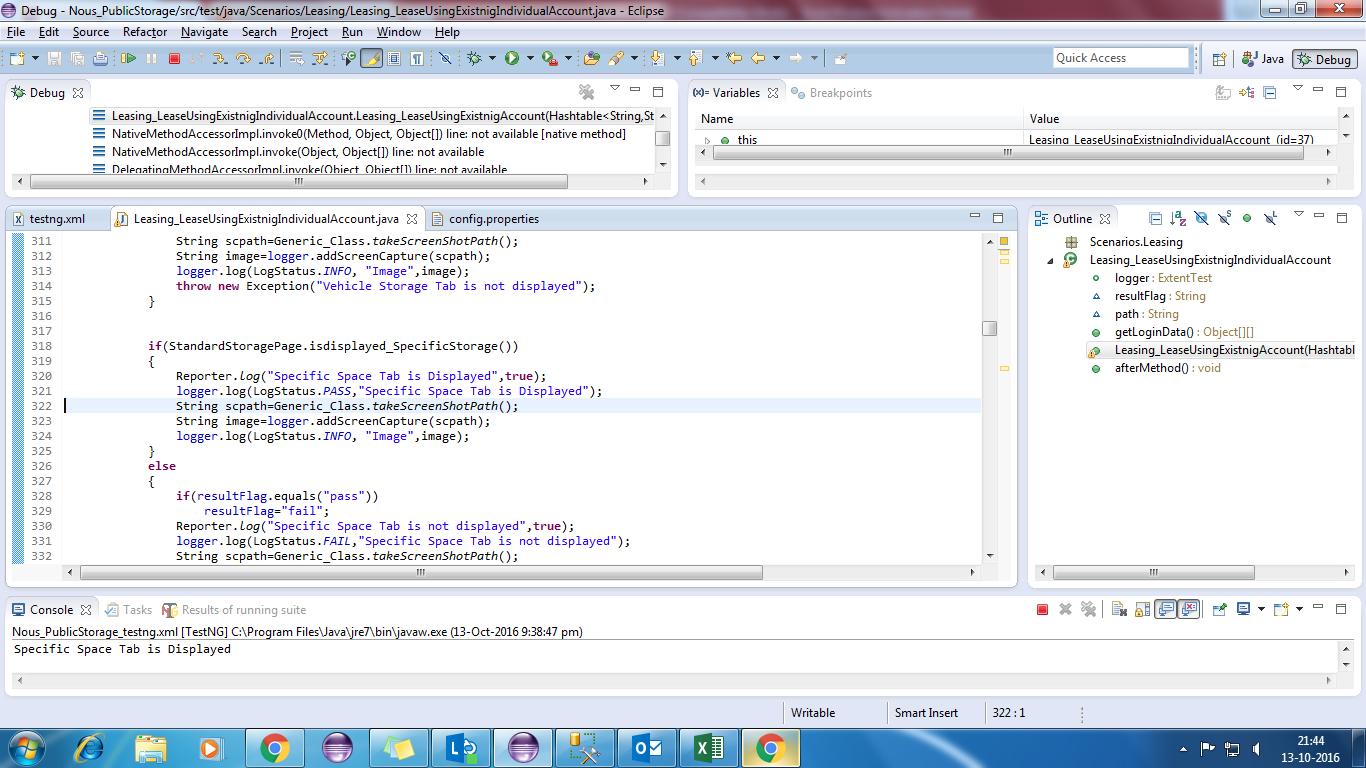 Debug - Nous_PublicStorage/src/test/java/Scenarios/Leasing/Leasing_LeaseUsingExistnigIndividualAccount.java - Eclipse
File Edit Source Refactor Navigate Search Project Run Window Help
Quick Access
Java
Debug
Debug
Leasing_LeaseUsingExistnigIndividualAccount.Leasing_LeaseUsingExistnigAccount(Hashtable<String,St
NativeMethodAccessorImpl.invoke0(Method, Object, Object[]) line: not available [native method]
NativeMethodAccessorImpl.invoke(Object, Object[]) line: not available
DelegatingMethodAccessorImpl.invoke(Object, Object[]) line: not available
(x)= Variables
Breakpoints
Name Value
this Leasing_LeaseUsingExistnigIndividualAccount (id=37)
testng.xml
Leasing_LeaseUsingExistnigIndividualAccount.java
config.properties
311 String scpath=Generic_Class.takeScreenShotPath();
312 String image=logger.addScreenCapture(scpath);
313 logger.log(LogStatus.INFO, "Image",image);
314 throw new Exception("Vehicle Storage Tab is not displayed");
315 }
316
317
318 if(StandardStoragePage.isdisplayed_SpecificStorage())
319 {
320 Reporter.log("Specific Space Tab is Displayed",true);
321 logger.log(LogStatus.PASS,"Specific Space Tab is Displayed");
322 String scpath=Generic_Class.takeScreenShotPath();
323 String image=logger.addScreenCapture(scpath);
324 logger.log(LogStatus.INFO, "Image",image);
325 }
326 else
327 {
328 if(resultFlag.equals("pass"))
329 resultFlag="fail";
330 Reporter.log("Specific Space Tab is not displayed",true);
331 logger.log(LogStatus.FAIL,"Specific Space Tab is not displayed");
332 String scpath=Generic_Class.takeScreenShotPath();
Outline
Scenarios.Leasing
Leasing_LeaseUsingExistnigIndividualAccount
logger : ExtentTest
resultFlag : String
path : String
getLoginData() : Object[][]
Leasing_LeaseUsingExistnigAccount(Hashtabl
afterMethod() : void
Console
Tasks
Results of running suite
Nous_PublicStorage_testng.xml [TestNG] C:\Program Files\Java\jre7\bin\javaw.exe (13-Oct-2016 9:38:47 pm)
Specific Space Tab is Displayed
Writable
Smart Insert
322 : 1
21:44
13-10-2016